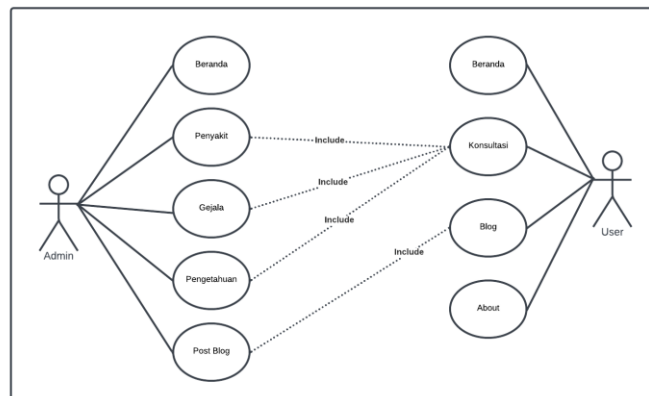 Beranda
Beranda
Penyakit
Include
Konsultasi
Include
Gejala
Include
Blog
User
Admin
Include
Pengetahuan
About
Post Blog